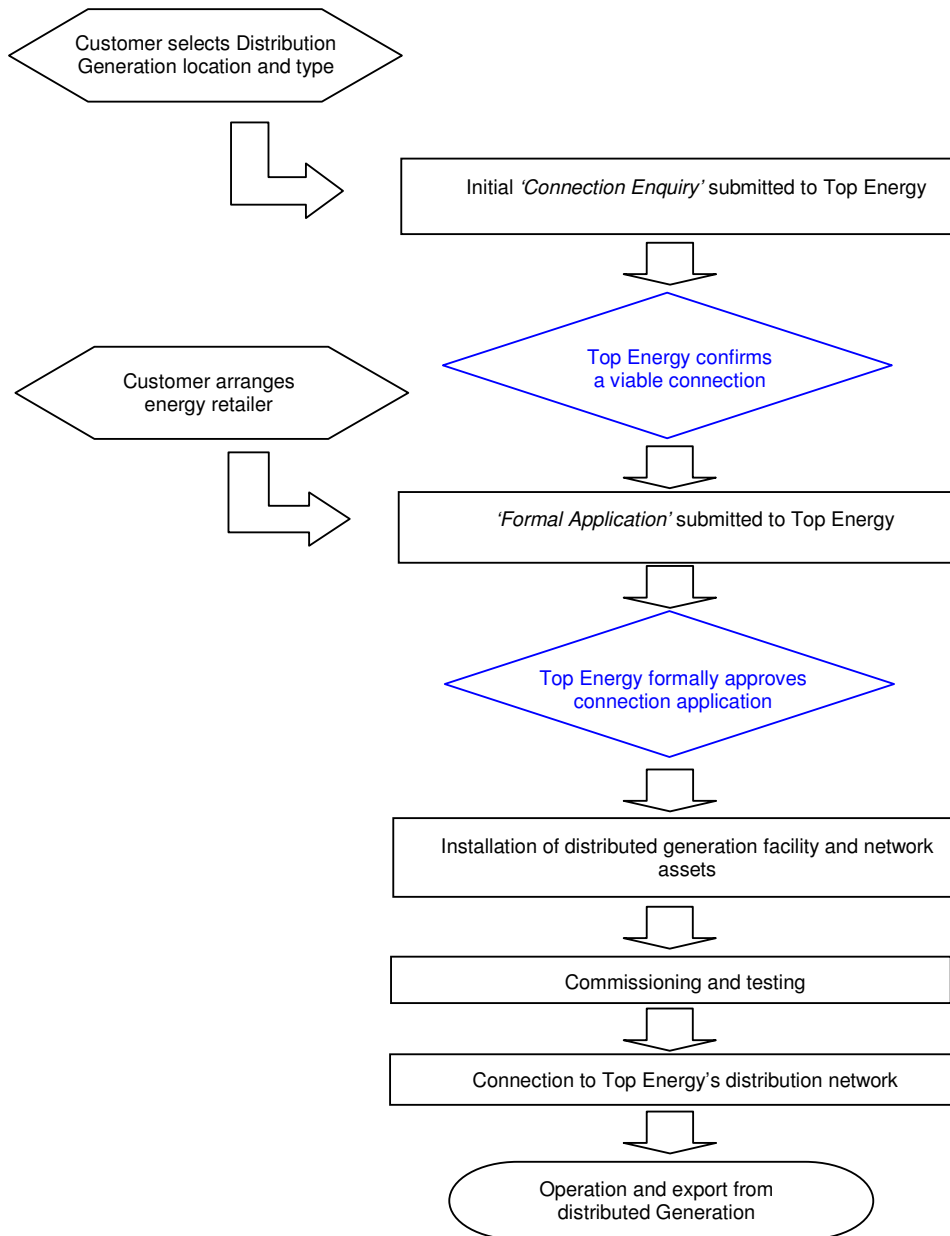 Customer selects Distribution
Generation location and type
Initial ‘Connection Enquiry’ submitted to Top Energy
Top Energy confirms
a viable connection
Customer arranges
energy retailer
‘Formal Application’ submitted to Top Energy
Top Energy formally approves
connection application
Installation of distributed generation facility and network
assets
Commissioning and testing
Connection to Top Energy’s distribution network
Operation and export from
distributed Generation